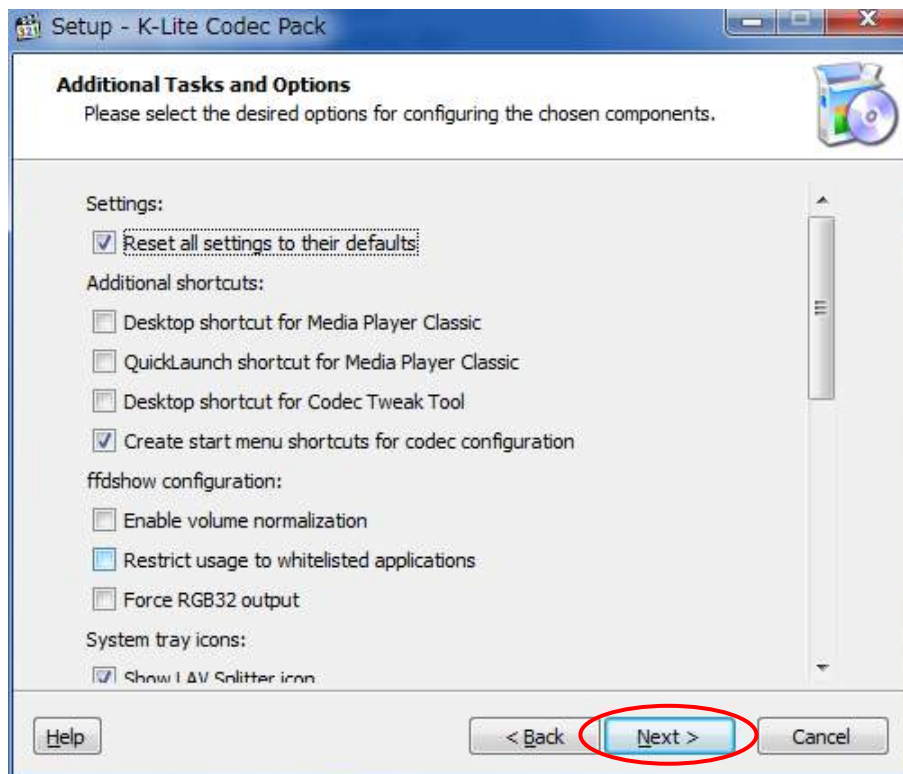 Setup - K-Lite Codec Pack
Additional Tasks and Options
Please select the desired options for configuring the chosen components.
Settings:
Reset all settings to their defaults
Additional shortcuts:
Desktop shortcut for Media Player Classic
QuickLaunch shortcut for Media Player Classic
Desktop shortcut for Codec Tweak Tool
Create start menu shortcuts for codec configuration
ffdshow configuration:
Enable volume normalization
Restrict usage to whitelisted applications
Force RGB32 output
System tray icons:
Show LAV Splitter icon
Help
< Back
Next >
Cancel